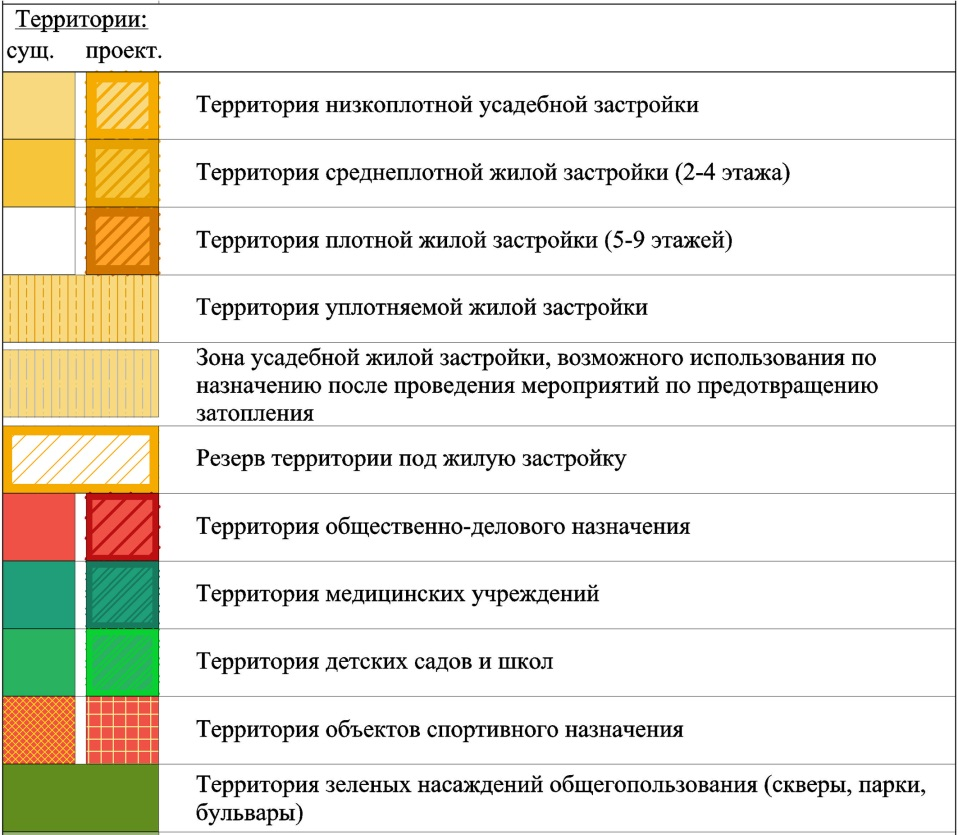 Территории:
сущ. проект.
Территория низкоплотной усадебной застройки
Территория среднеплотной жилой застройки (2-4 этажа)
Территория плотной жилой застройки (5-9 этажей)
Территория уплотняемой жилой застройки
Зона усадебной жилой застройки, возможного использования по
назначению после проведения мероприятий по предотвращению
затопления
Резерв территории под жилую застройку
Территория общественно-делового назначения
Территория медицинских учреждений
Территория детских садов и школ
Территория объектов спортивного назначения
Территория зеленых насаждений общегопользования (скверы, парки,
бульвары)